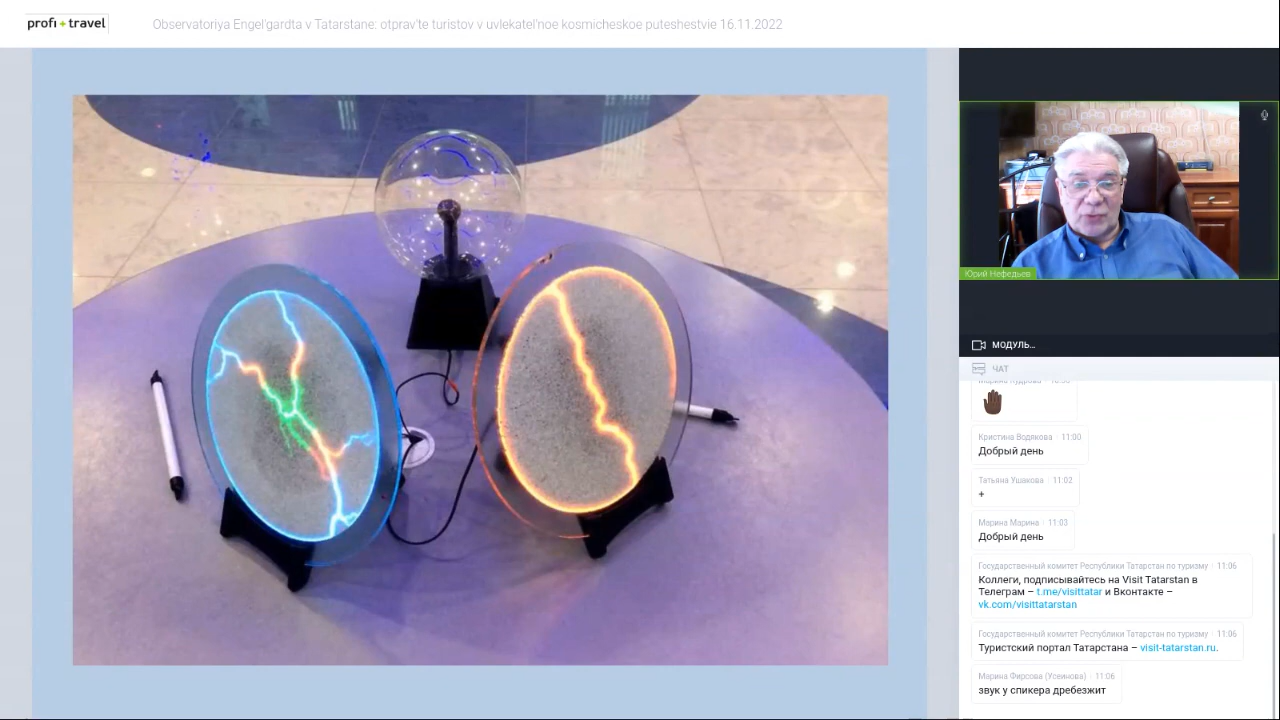 profi travel
Observatoriya Engel'gardta v Tatarstane: otprav'te turistov v uvlekatel'noe kosmicheskoe puteshestvie 16.11.2022
Юрий Нефедьев
МОДУЛЬ...
ЧАТ
Кристина Водякова 11:00
Добрый день
Татьяна Ушакова 11:02
+
Марина Марина 11:03
Добрый день
Государственный комитет Республики Татарстан по туризму 11:06
Коллеги, подписывайтесь на Visit Tatarstan в
Телеграм – t.me/visittatar и Вконтакте –
vk.com/visittatarstan
Государственный комитет Республики Татарстан по туризму 11:06
Туристский портал Татарстана – visit-tatarstan.ru.
Марина Фирсова (Усеинова) 11:06
звук у спикера дребезжит